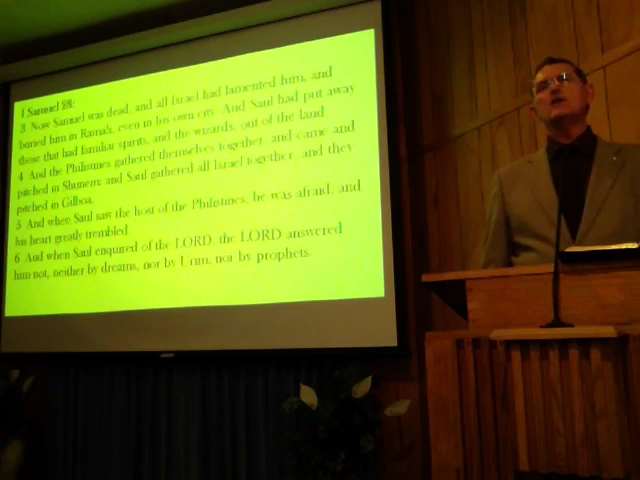 1 Samuel 28:
3 Now Samuel was dead, and all Israel had lamented him, and
buried him in Ramah, even in his own city. And Saul had put away
those that had familiar spirits, and the wizards, out of the land
4 And the Philistines gathered themselves together, and came and
pitched in Shunem: and Saul gathered all Israel together, and they
pitched in Gilboa.
5 And when Saul saw the host of the Philistines, he was afraid, and
his heart greatly trembled.
6 And when Saul enquired of the LORD, the LORD answered
him not, neither by dreams, nor by Urim, nor by prophets.